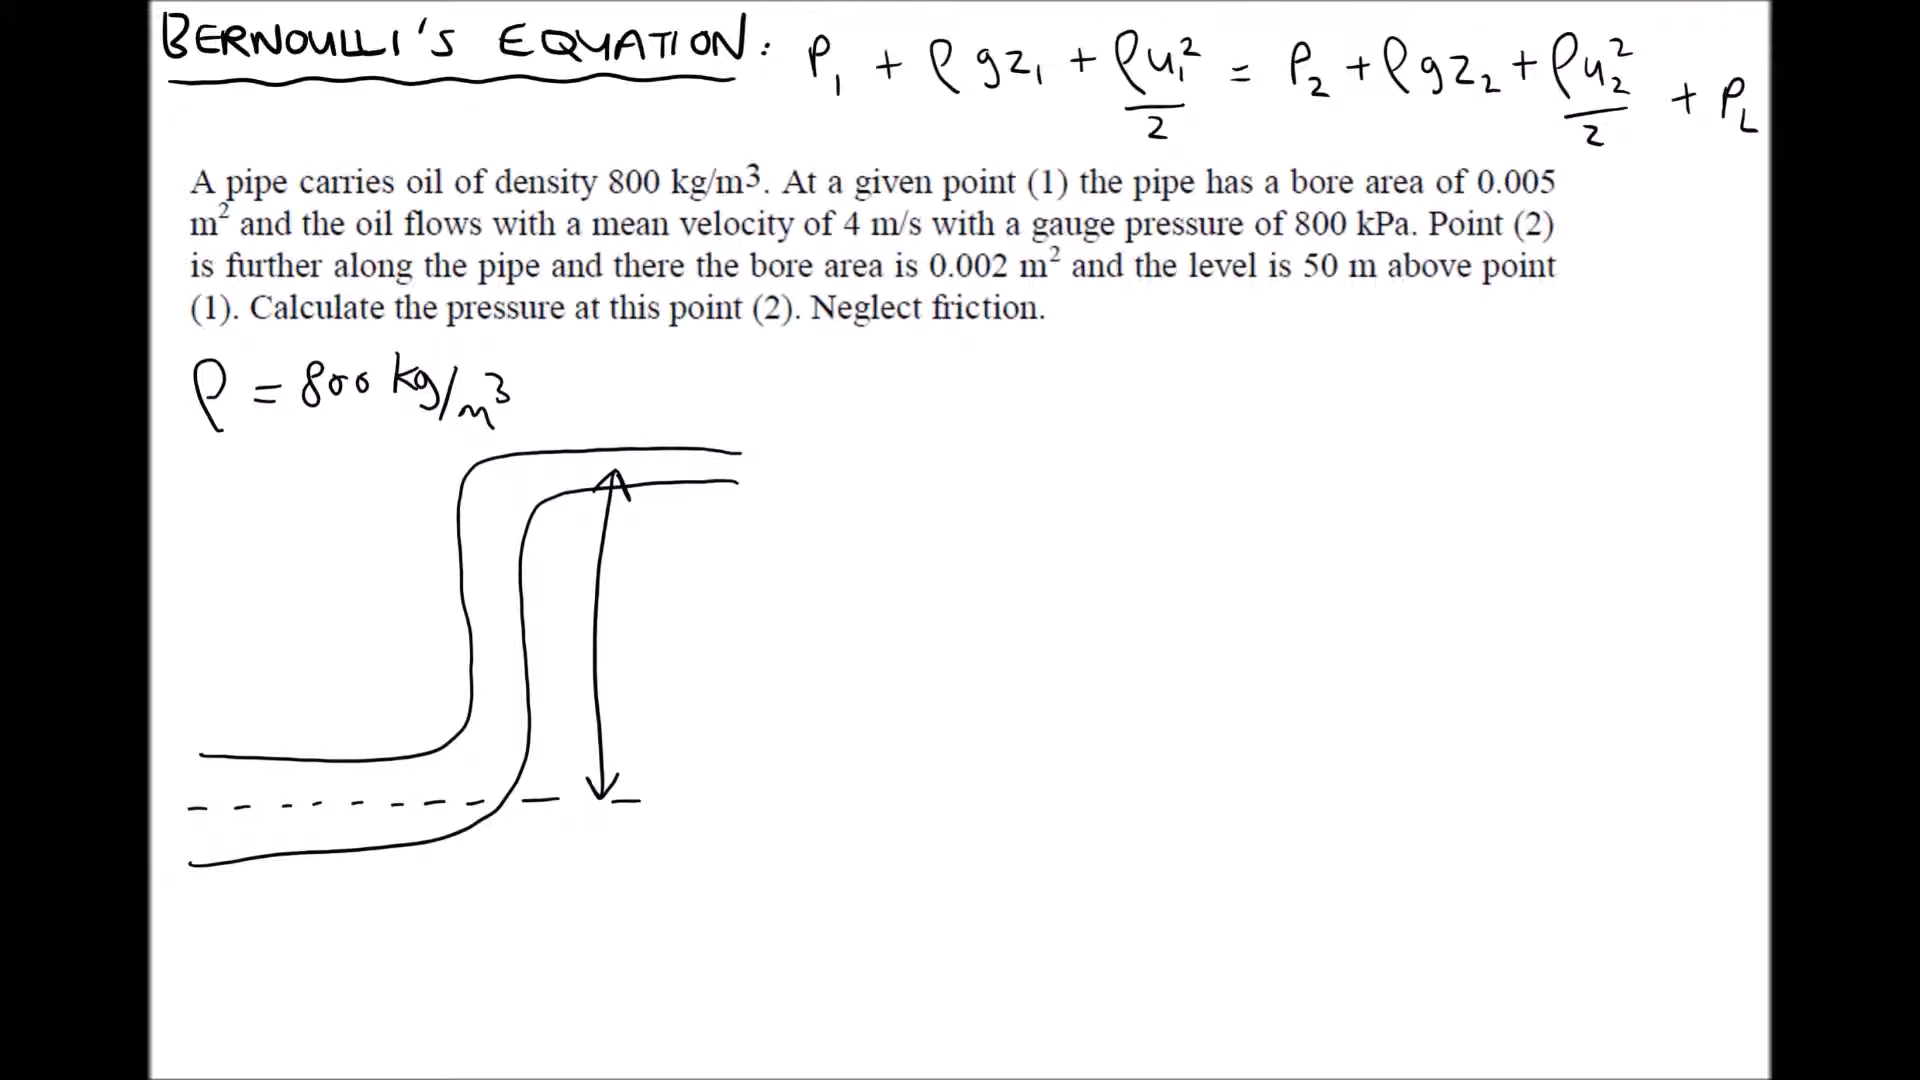 BERNOULLI'S EQUATION: P₁ + ρgz₁ + ρu₁²/2 = P₂ + ρgz₂ + ρu₂²/2 + P_L
A pipe carries oil of density 800 kg/m³. At a given point (1) the pipe has a bore area of 0.005
m² and the oil flows with a mean velocity of 4 m/s with a gauge pressure of 800 kPa. Point (2)
is further along the pipe and there the bore area is 0.002 m² and the level is 50 m above point
(1). Calculate the pressure at this point (2). Neglect friction.
ρ = 800 kg/m³